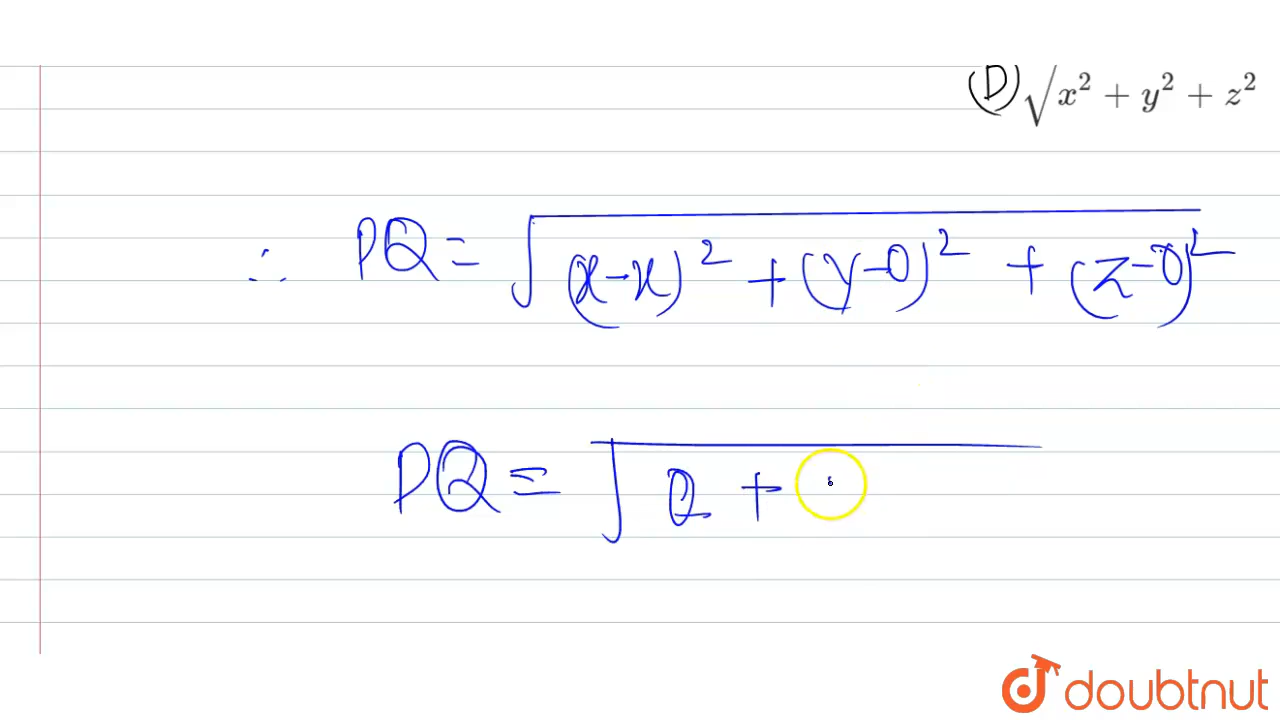 (D) √x² + y² + z²
∴ PQ = √(x-x)² + (y-0)² + (z-0)²
PQ = √0 +
doubtnut